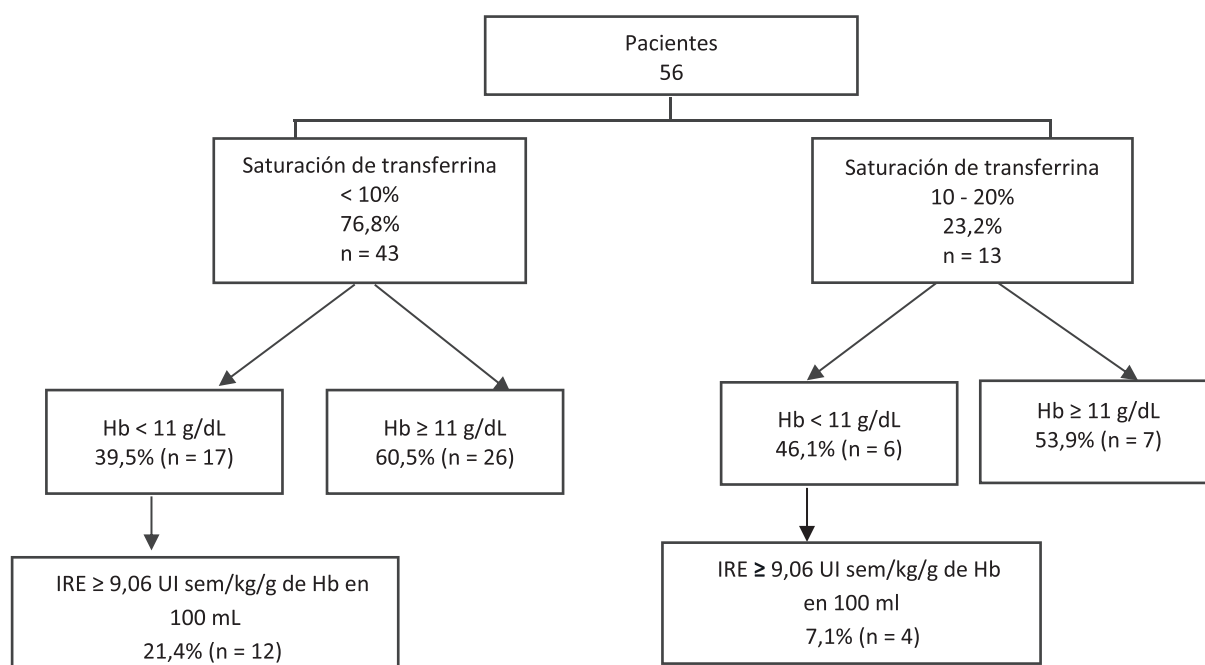 Pacientes
56
Saturación de transferrina
< 10%
76,8%
n = 43
Saturación de transferrina
10 - 20%
23,2%
n = 13
Hb < 11 g/dL
39,5% (n = 17)
Hb ≥ 11 g/dL
60,5% (n = 26)
Hb < 11 g/dL
46,1% (n = 6)
Hb ≥ 11 g/dL
53,9% (n = 7)
IRE ≥ 9,06 UI sem/kg/g de Hb en
100 mL
21,4% (n = 12)
IRE ≥ 9,06 UI sem/kg/g de Hb
en 100 ml
7,1% (n = 4)